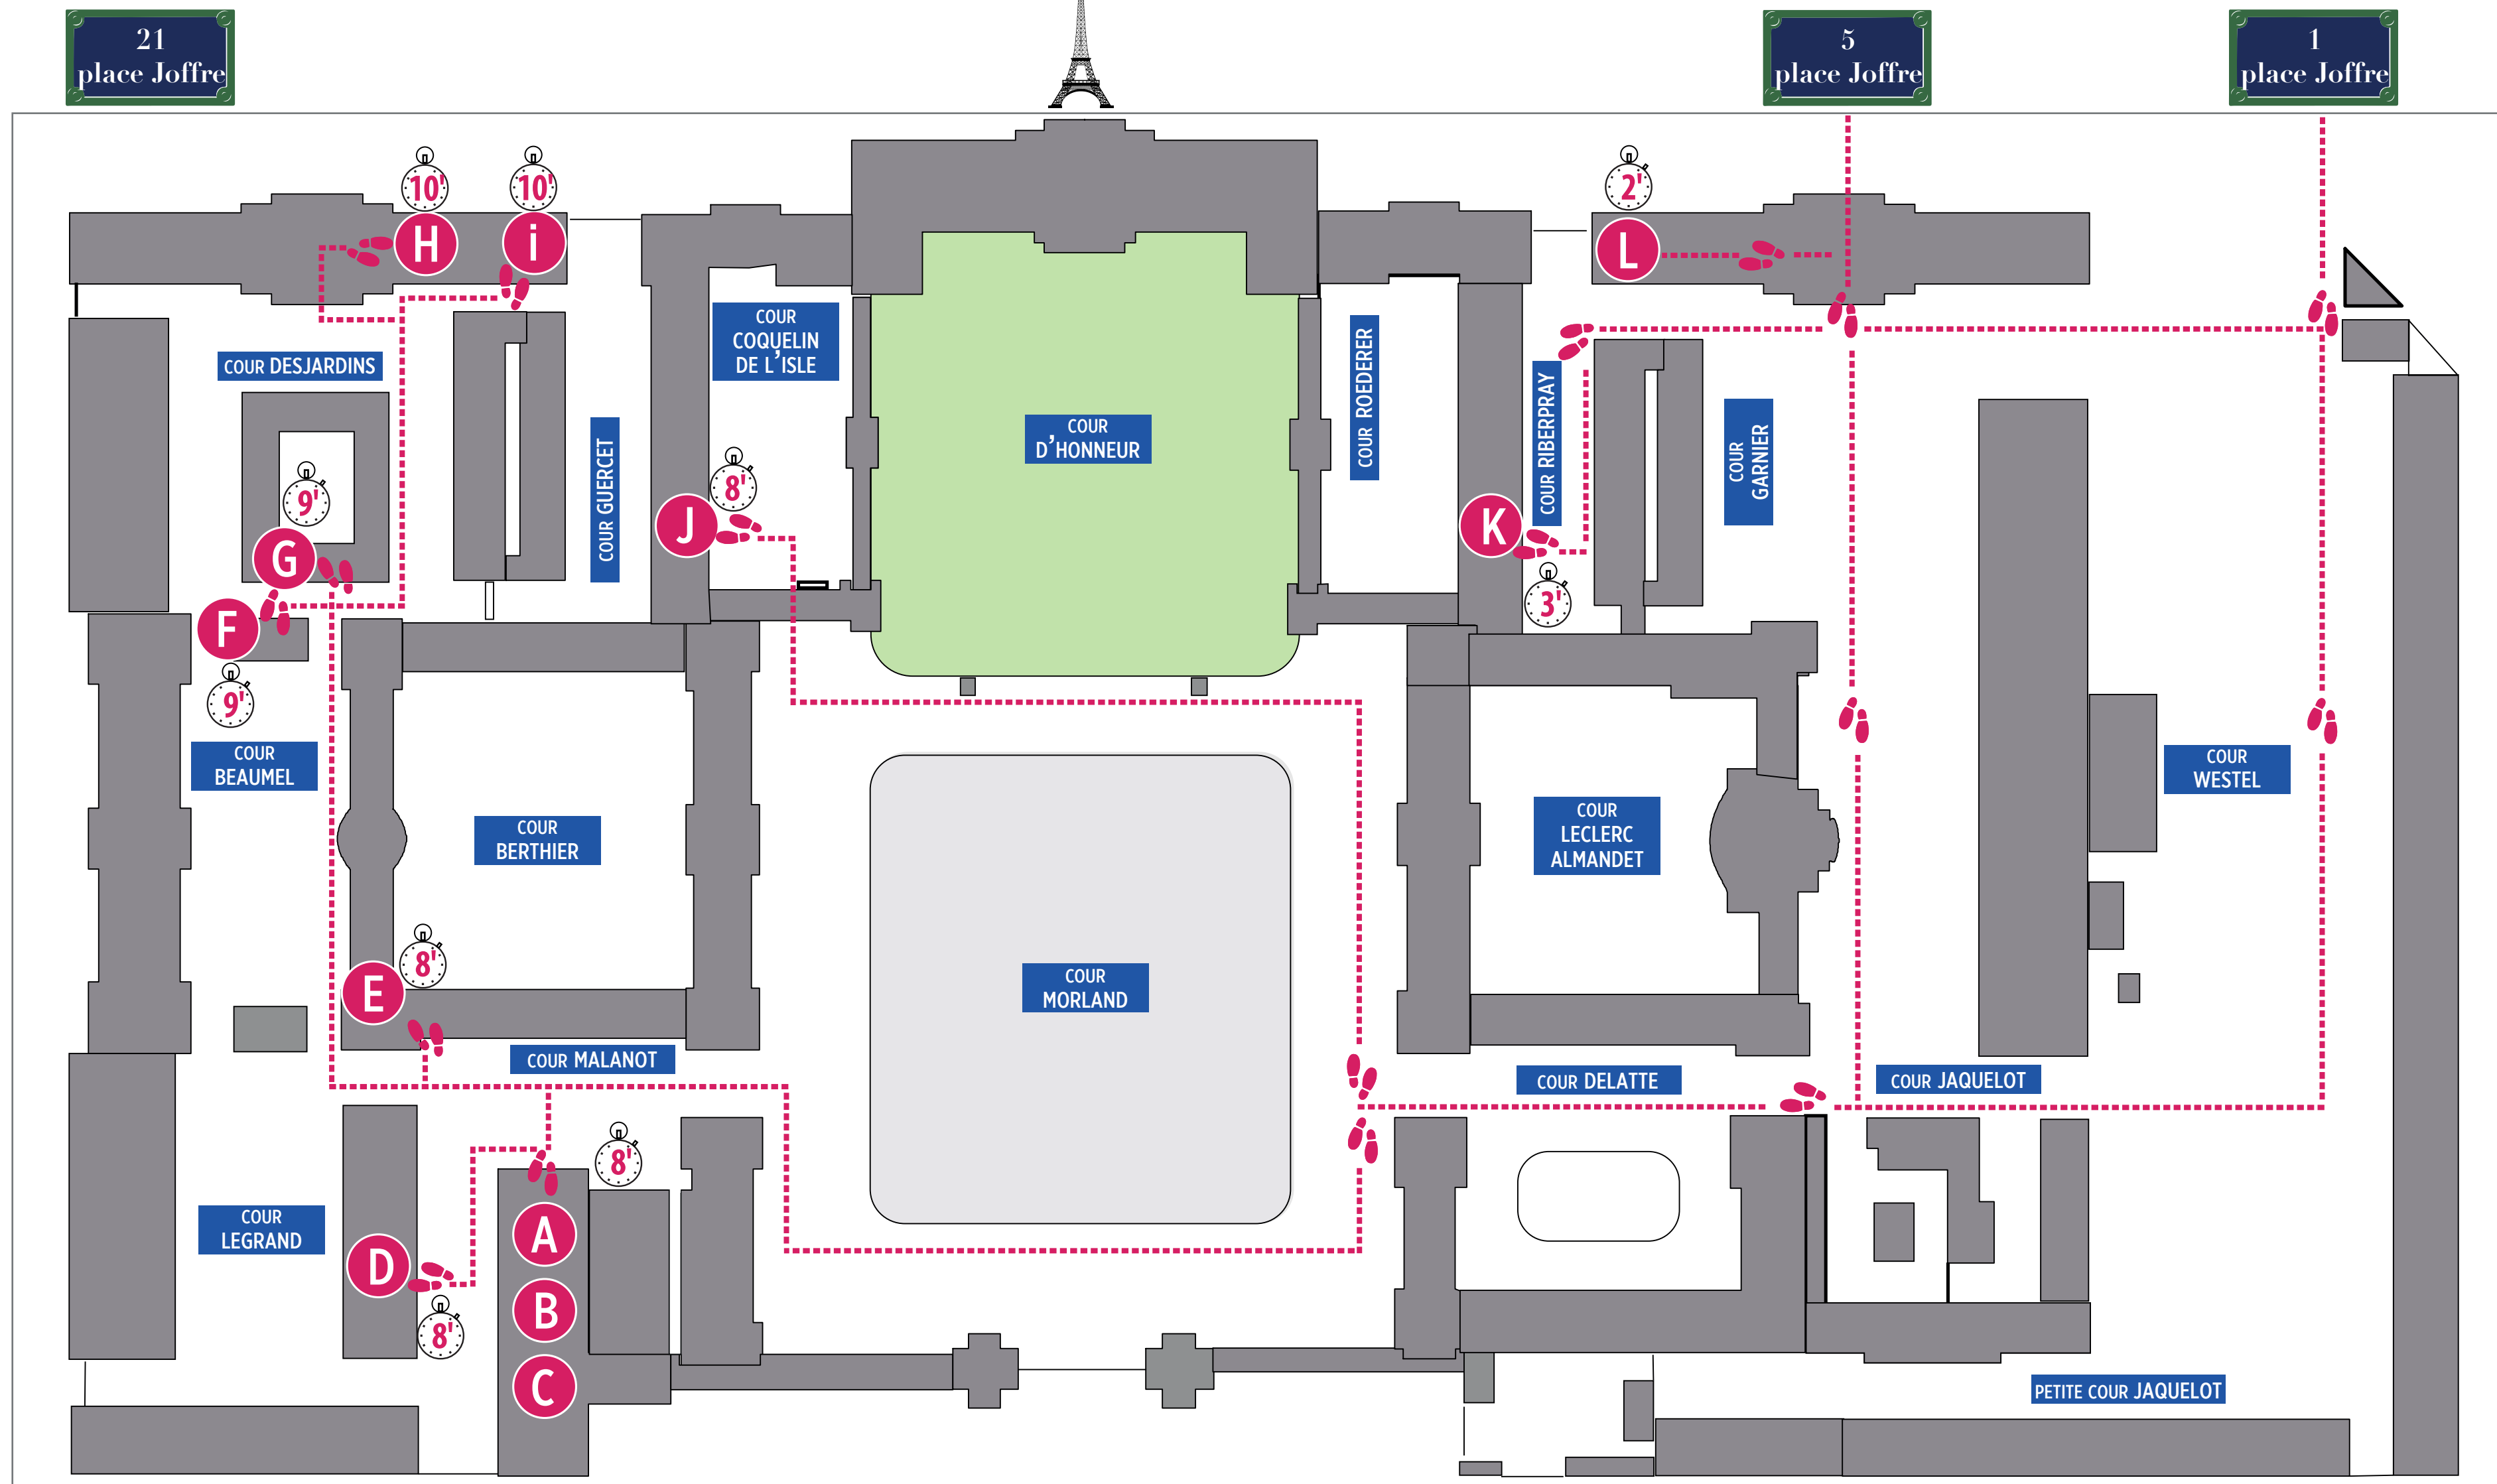 21
place Joffre
5
place Joffre
1
place Joffre
10'
10'
2'
H
i
L
COUR
COQUELIN
DE L'ISLE
COUR DESJARDINS
COUR GUERCET
COUR
D'HONNEUR
COUR ROEDERER
COUR RIBERPRAY
COUR
GARNIER
9'
G
8'
J
K
3'
F
9'
COUR
BEAUMEL
COUR
BERTHIER
COUR
LECLERC
ALMANDET
COUR
WESTEL
8'
E
COUR
MORLAND
COUR MALANOT
COUR DELATTE
COUR JAQUELOT
8'
COUR
LEGRAND
A
D
B
8'
C
PETITE COUR JAQUELOT